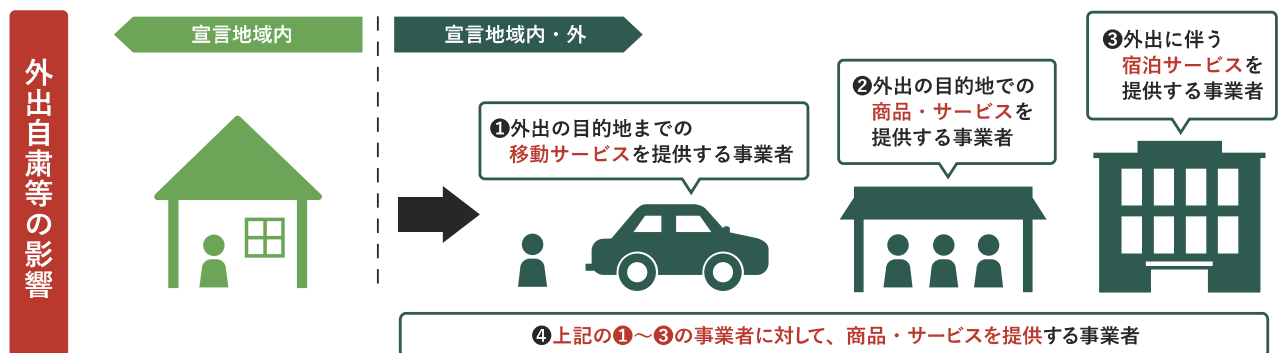 外出自粛等の影響
宣言地域内
宣言地域内・外
❶外出の目的地までの
移動サービスを提供する事業者
❷外出の目的地での
商品・サービスを
提供する事業者
❸外出に伴う
宿泊サービスを
提供する事業者
❹上記の❶〜❸の事業者に対して、商品・サービスを提供する事業者